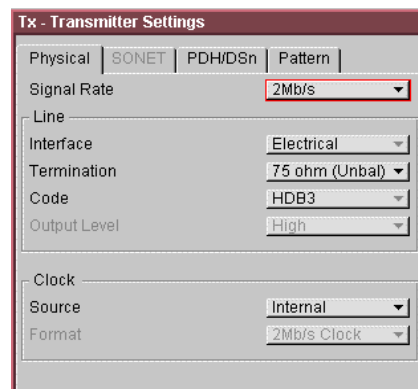 Tx - Transmitter Settings
Physical SONET PDH/DSn Pattern
Signal Rate 2Mb/s
Line
Interface Electrical
Termination 75 ohm (Unbal)
Code HDB3
Output Level High
Clock
Source Internal
Format 2Mb/s Clock